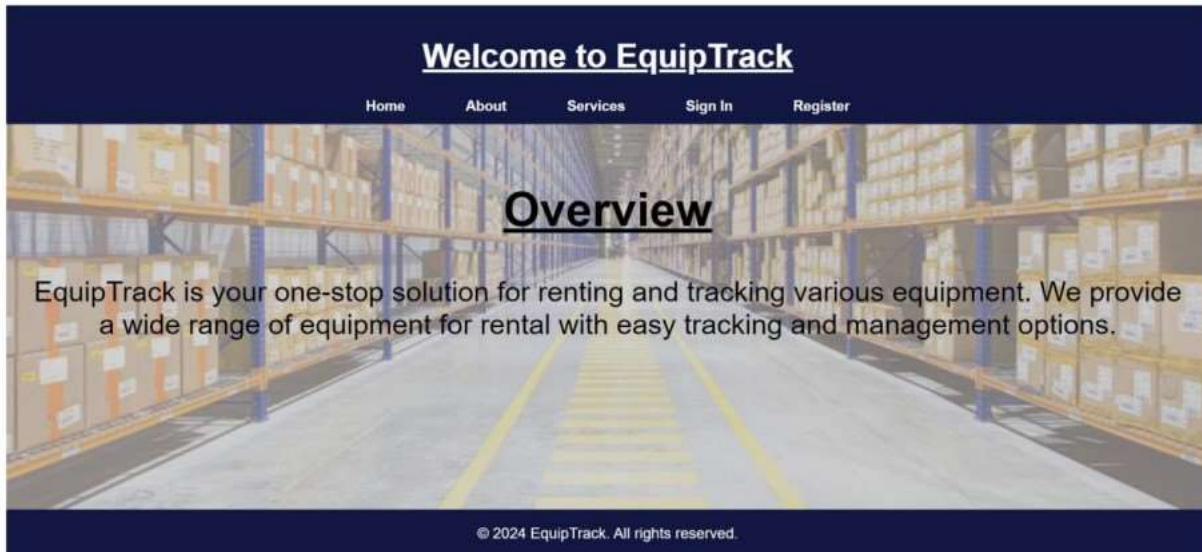 Welcome to EquipTrack
Home About Services Sign In Register
Overview
EquipTrack is your one-stop solution for renting and tracking various equipment. We provide
a wide range of equipment for rental with easy tracking and management options.
© 2024 EquipTrack. All rights reserved.